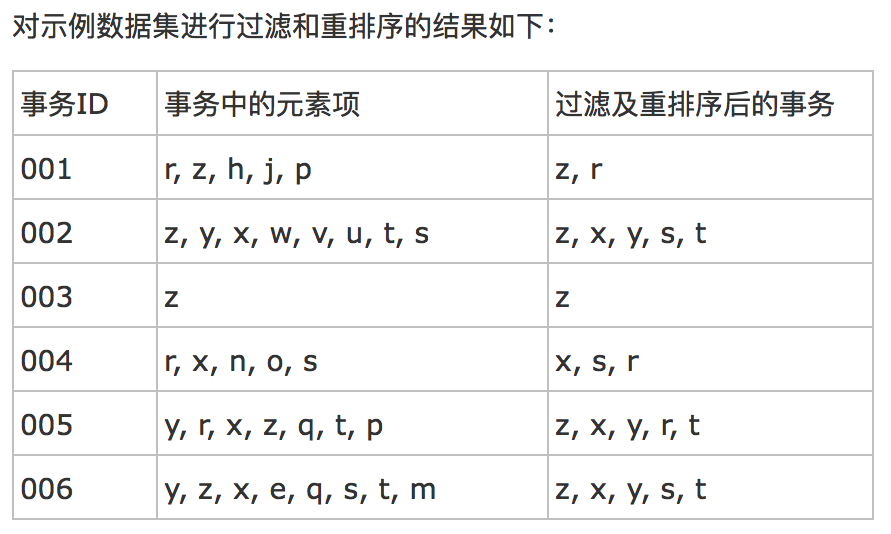 对示例数据集进行过滤和重排序的结果如下：
事务ID 事务中的元素项 过滤及重排序后的事务
001 r, z, h, j, p z, r
002 z, y, x, w, v, u, t, s z, x, y, s, t
003 z z
004 r, x, n, o, s x, s, r
005 y, r, x, z, q, t, p z, x, y, r, t
006 y, z, x, e, q, s, t, m z, x, y, s, t